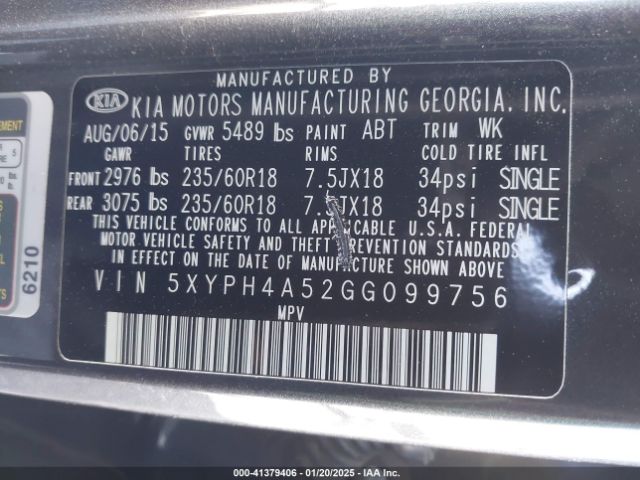 MANUFACTURED BY
KIA KIA MOTORS MANUFACTURING GEORGIA, INC.
AUG/06/15 GVWR 5489 lbs PAINT ABT TRIM WK
GAWR TIRES RIMS COLD TIRE INFL
FRONT 2976 lbs 235/60R18 7.5JX18 34psi SINGLE
REAR 3075 lbs 235/60R18 7.5JX18 34psi SINGLE
THIS VEHICLE CONFORMS TO ALL APPLICABLE U.S.A. FEDERAL
MOTOR VEHICLE SAFETY AND THEFT PREVENTION STANDARDS
IN EFFECT ON THE DATE OF MANUFACTURE SHOWN ABOVE
VIN 5XYPH4A52GG099756
MPV
6210
000-41379406 - 01/20/2025 - IAA Inc.